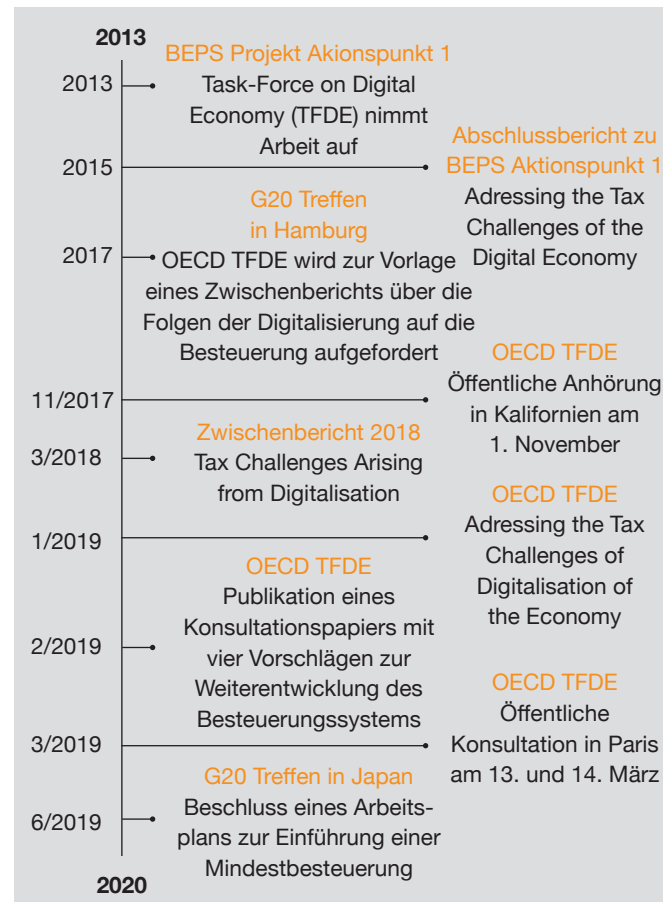 2013
BEPS Projekt Akionspunkt 1
2013
Task-Force on Digital
Economy (TFDE) nimmt
Arbeit auf
Abschlussbericht zu
2015
BEPS Aktionspunkt 1
Adressing the Tax
Challenges of the
Digital Economy
G20 Treffen
in Hamburg
2017
OECD TFDE wird zur Vorlage
eines Zwischenberichts über die
Folgen der Digitalisierung auf die
Besteuerung aufgefordert
OECD TFDE
11/2017
Öffentliche Anhörung
in Kalifornien am
1. November
Zwischenbericht 2018
3/2018
Tax Challenges Arising
from Digitalisation
OECD TFDE
1/2019
Adressing the Tax
Challenges of
Digitalisation of
the Economy
OECD TFDE
Publikation eines
Konsultationspapiers mit
2/2019
vier Vorschlägen zur
Weiterentwicklung des
Besteuerungssystems
OECD TFDE
3/2019
Öffentliche
Konsultation in Paris
am 13. und 14. März
G20 Treffen in Japan
6/2019
Beschluss eines Arbeits-
plans zur Einführung einer
Mindestbesteuerung
2020